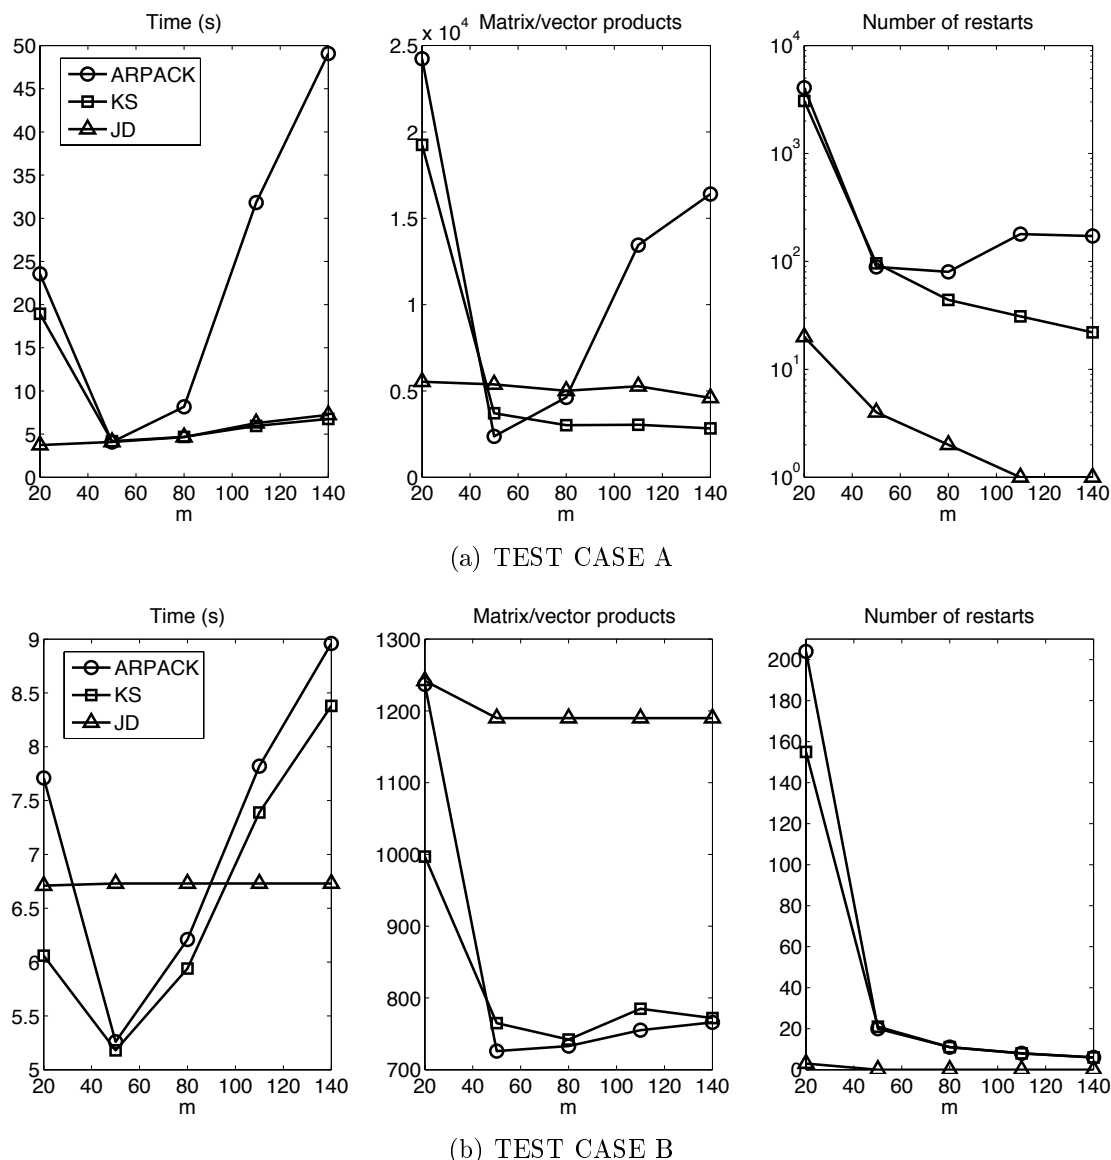 Time (s)
50
45
40
35
30
25
20
15
10
5
0
20 40 60 80 100 120 140
m
ARPACK
KS
JD
Matrix/vector products
x 10^4
2.5
2
1.5
1
0.5
0
20 40 60 80 100 120 140
m
Number of restarts
10^4
10^3
10^2
10^1
10^0
20 40 60 80 100 120 140
m
(a) TEST CASE A
Time (s)
9
8.5
8
7.5
7
6.5
6
5.5
5
20 40 60 80 100 120 140
m
ARPACK
KS
JD
Matrix/vector products
1300
1200
1100
1000
900
800
700
20 40 60 80 100 120 140
m
Number of restarts
200
180
160
140
120
100
80
60
40
20
0
20 40 60 80 100 120 140
m
(b) TEST CASE B